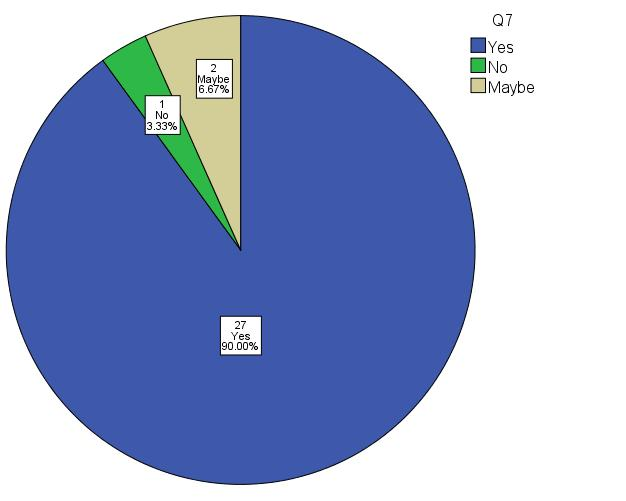 Q7
Yes
No
Maybe
2
Maybe
6.67%
1
No
3.33%
27
Yes
90.00%